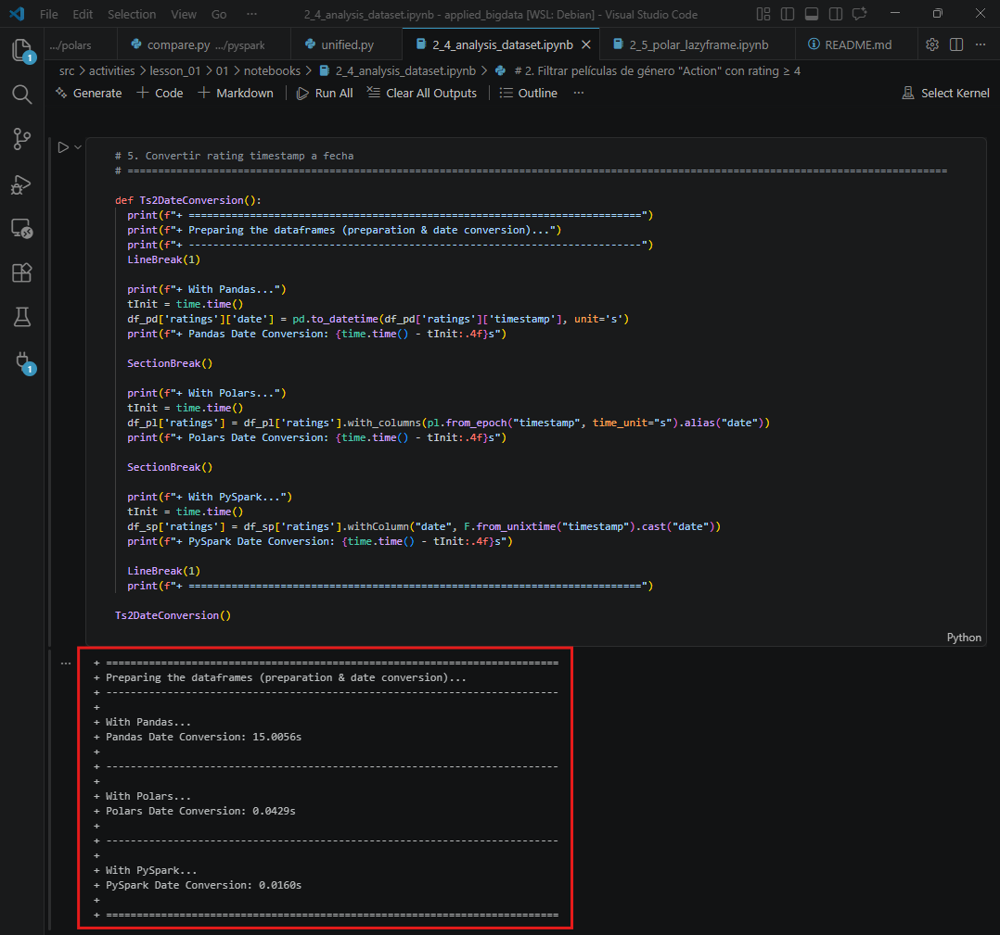 File Edit Selection View Go ··· 2_4_analysis_dataset.ipynb - applied_bigdata [WSL: Debian] - Visual Studio Code
.../polars compare.py .../pyspark unified.py 2_4_analysis_dataset.ipynb 2_5_polar_lazyframe.ipynb README.md ···
1
src > activities > lesson_01 > 01 > notebooks > 2_4_analysis_dataset.ipynb > # 2. Filtrar películas de género "Action" con rating ≥ 4
Generate + Code + Markdown Run All Clear All Outputs Outline ··· Select Kernel
1
# 5. Convertir rating timestamp a fecha
# ======================================================================================================================================
def Ts2DateConversion():
print(f"+ ==========================================================================")
print(f"+ Preparing the dataframes (preparation & date conversion)...")
print(f"+ --------------------------------------------------------------------------")
LineBreak(1)
print(f"+ With Pandas...")
tInit = time.time()
df_pd['ratings']['date'] = pd.to_datetime(df_pd['ratings']['timestamp'], unit='s')
print(f"+ Pandas Date Conversion: {time.time() - tInit:.4f}s")
SectionBreak()
print(f"+ With Polars...")
tInit = time.time()
df_pl['ratings'] = df_pl['ratings'].with_columns(pl.from_epoch("timestamp", time_unit="s").alias("date"))
print(f"+ Polars Date Conversion: {time.time() - tInit:.4f}s")
SectionBreak()
print(f"+ With PySpark...")
tInit = time.time()
df_sp['ratings'] = df_sp['ratings'].withColumn("date", F.from_unixtime("timestamp").cast("date"))
print(f"+ PySpark Date Conversion: {time.time() - tInit:.4f}s")
LineBreak(1)
print(f"+ ==========================================================================")
Ts2DateConversion()
Python
···
+ ==========================================================================
+ Preparing the dataframes (preparation & date conversion)...
+ --------------------------------------------------------------------------
+
+ With Pandas...
+ Pandas Date Conversion: 15.0056s
+
+ --------------------------------------------------------------------------
+
+ With Polars...
+ Polars Date Conversion: 0.0429s
+
+ --------------------------------------------------------------------------
+
+ With PySpark...
+ PySpark Date Conversion: 0.0160s
+
+ ==========================================================================